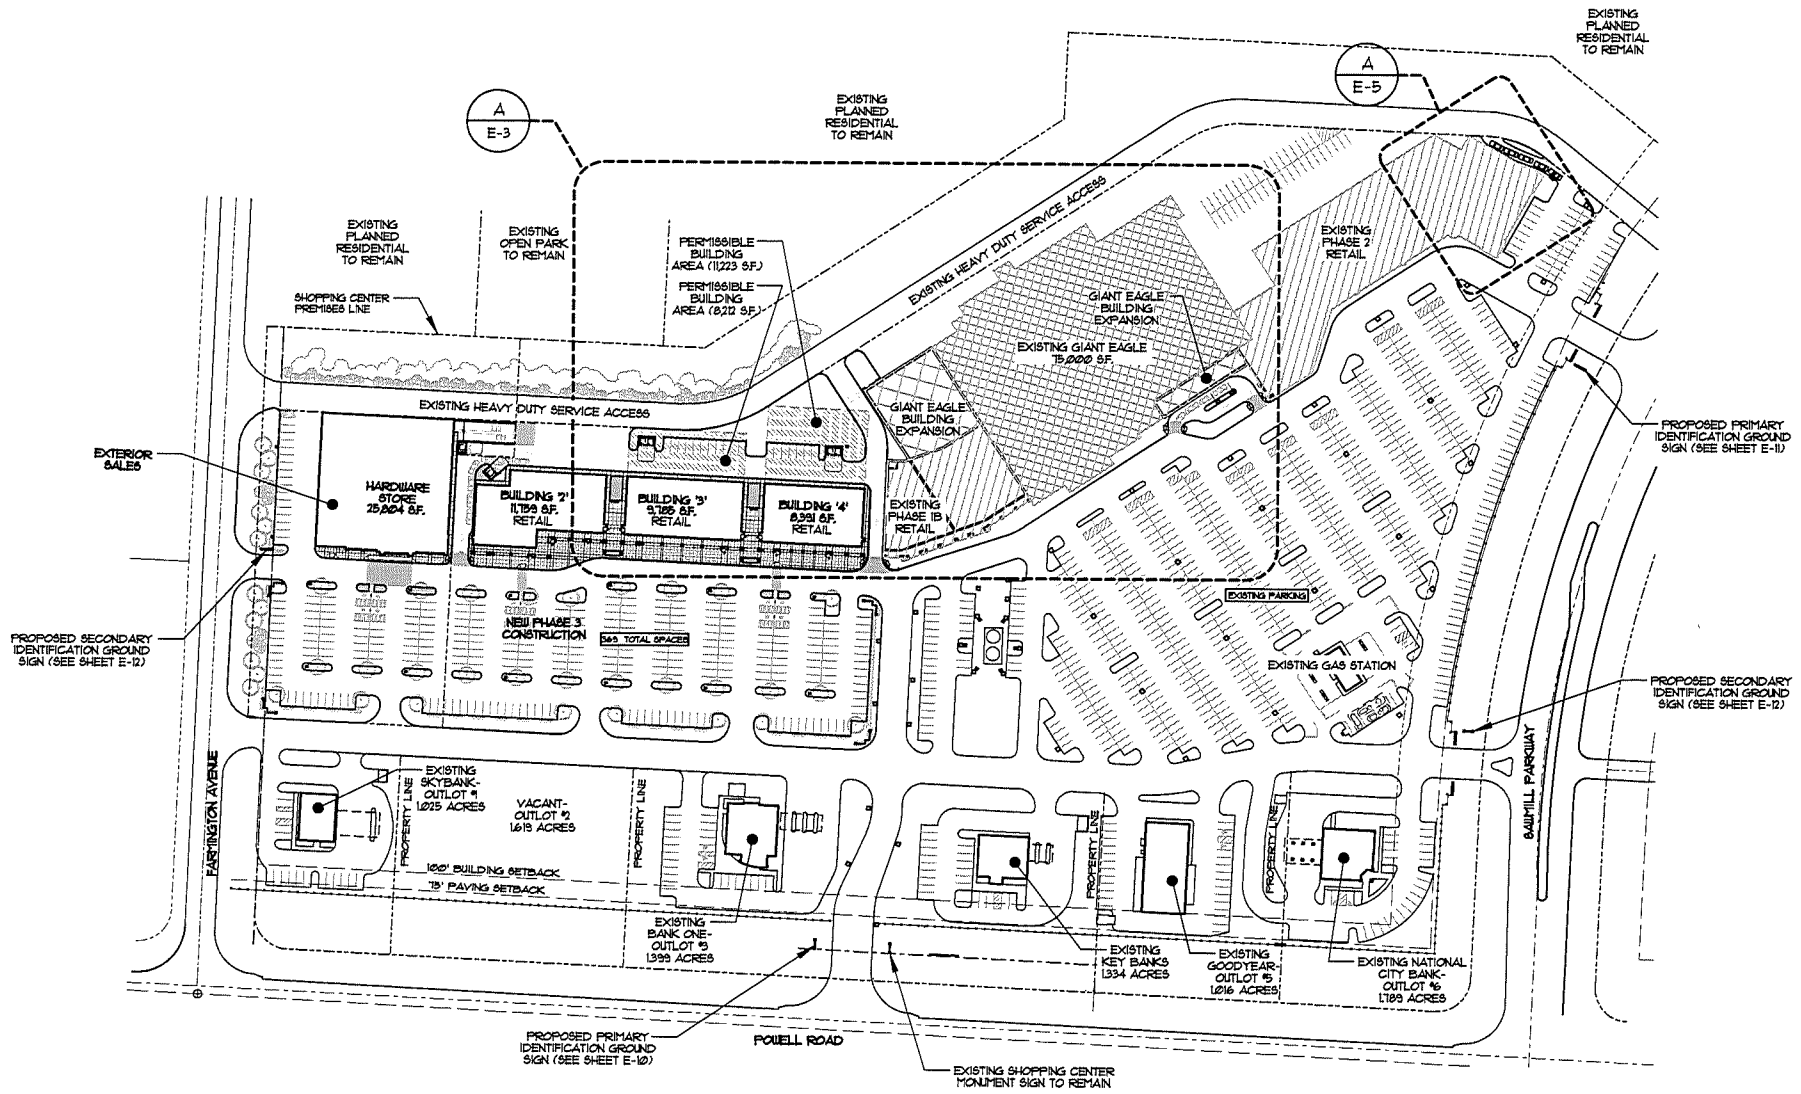 EXISTING
PLANNED
RESIDENTIAL
TO REMAIN
A
E-5
EXISTING
PLANNED
RESIDENTIAL
TO REMAIN
A
E-3
EXISTING
PLANNED
RESIDENTIAL
TO REMAIN
EXISTING
OPEN PARK
TO REMAIN
PERMISSIBLE
BUILDING
AREA (11,223 S.F.)
PERMISSIBLE
BUILDING
AREA (8,212 S.F.)
SHOPPING CENTER
PREMISES LINE
EXISTING HEAVY DUTY SERVICE ACCESS
EXISTING
PHASE 2
RETAIL
GIANT EAGLE
BUILDING
EXPANSION
EXISTING GIANT EAGLE
75,000 S.F.
EXISTING HEAVY DUTY SERVICE ACCESS
GIANT EAGLE
BUILDING
EXPANSION
PROPOSED PRIMARY
IDENTIFICATION GROUND
SIGN (SEE SHEET E-11)
EXTERIOR
SALES
HARDWARE
STORE
25,804 S.F.
BUILDING '2'
11,759 S.F.
RETAIL
BUILDING '3'
9,785 S.F.
RETAIL
BUILDING '4'
8,391 S.F.
RETAIL
EXISTING
PHASE 1B
RETAIL
EXISTING PARKING
NEW PHASE 3
CONSTRUCTION
365 TOTAL SPACES
PROPOSED SECONDARY
IDENTIFICATION GROUND
SIGN (SEE SHEET E-12)
EXISTING GAS STATION
PROPOSED SECONDARY
IDENTIFICATION GROUND
SIGN (SEE SHEET E-12)
FARMINGTON AVENUE
SAWMILL PARKWAY
EXISTING
SKYBANK-
OUTLOT #1
1.025 ACRES
PROPERTY LINE
VACANT-
OUTLOT #2
1.619 ACRES
PROPERTY LINE
PROPERTY LINE
PROPERTY LINE
100' BUILDING SETBACK
75' PAVING SETBACK
EXISTING
BANK ONE-
OUTLOT #3
1.399 ACRES
EXISTING
KEY BANKS
1.334 ACRES
EXISTING
GOODYEAR-
OUTLOT #5
1.016 ACRES
EXISTING NATIONAL
CITY BANK-
OUTLOT #6
1.789 ACRES
PROPOSED PRIMARY
IDENTIFICATION GROUND
SIGN (SEE SHEET E-10)
POWELL ROAD
EXISTING SHOPPING CENTER
MONUMENT SIGN TO REMAIN